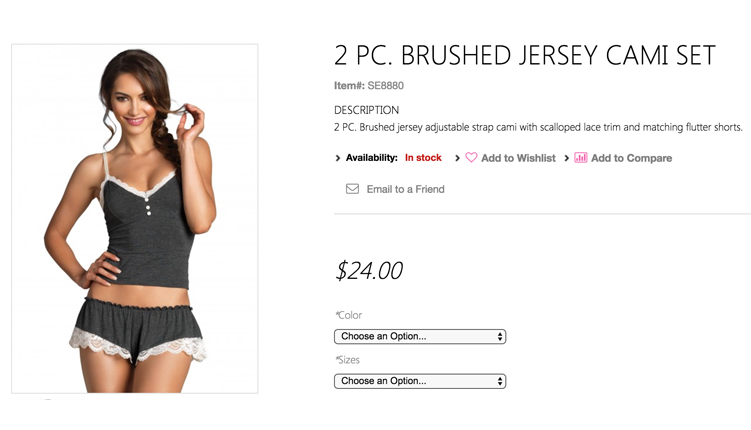 2 PC. BRUSHED JERSEY CAMI SET
Item#: SE8880
DESCRIPTION
2 PC. Brushed jersey adjustable strap cami with scalloped lace trim and matching flutter shorts.
Availability: In stock Add to Wishlist Add to Compare
Email to a Friend
$24.00
*Color
Choose an Option...
*Sizes
Choose an Option...